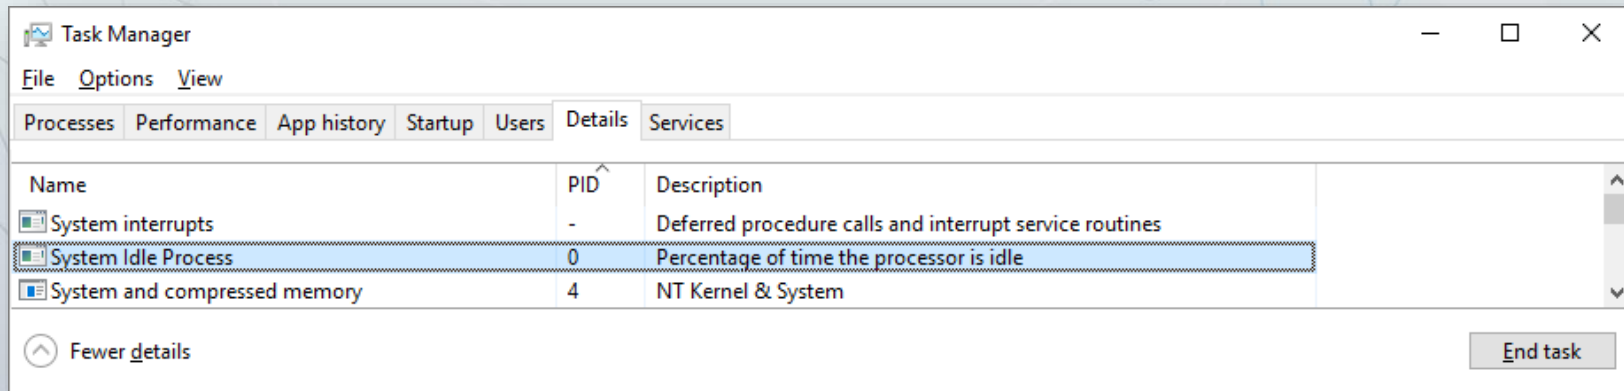 Task Manager
File Options View
Processes Performance App history Startup Users Details Services
Name PID Description
System interrupts - Deferred procedure calls and interrupt service routines
System Idle Process 0 Percentage of time the processor is idle
System and compressed memory 4 NT Kernel & System
Fewer details End task